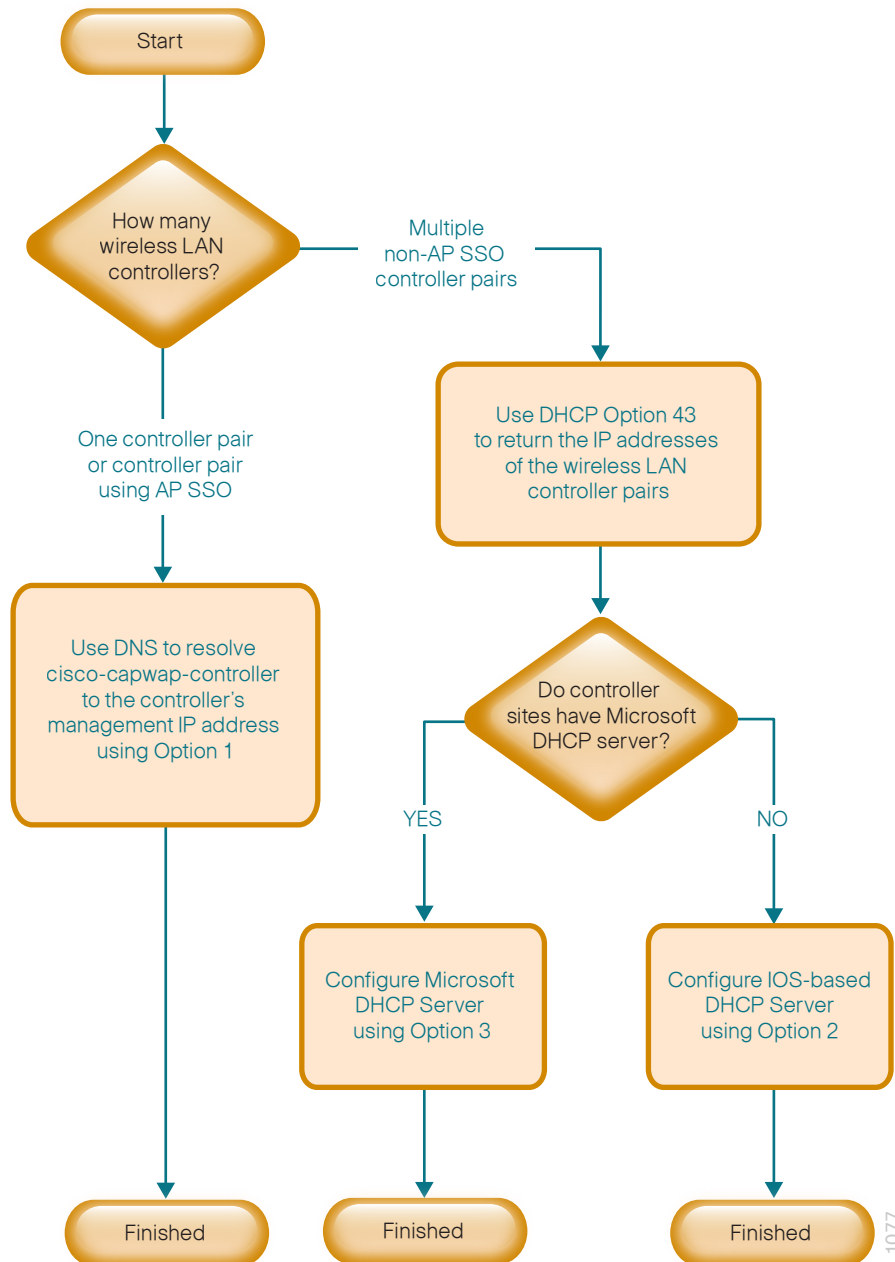 Start
How many
wireless LAN
controllers?
Multiple
non-AP SSO
controller pairs
One controller pair
or controller pair
using AP SSO
Use DHCP Option 43
to return the IP addresses
of the wireless LAN
controller pairs
Use DNS to resolve
cisco-capwap-controller
to the controller’s
management IP address
using Option 1
Do controller
sites have Microsoft
DHCP server?
YES
NO
Configure Microsoft
DHCP Server
using Option 3
Configure IOS-based
DHCP Server
using Option 2
Finished
Finished
Finished
1077